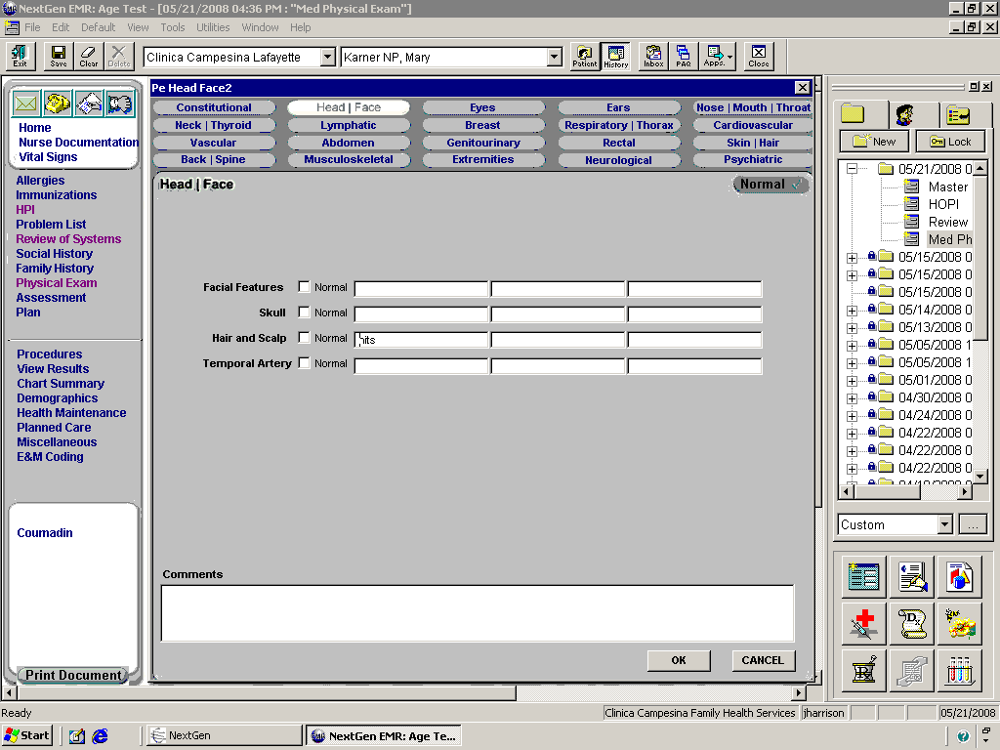 NextGen EMR: Age Test - [05/21/2008 04:36 PM : "Med Physical Exam"]
File Edit Default View Tools Utilities Window Help
Exit Save Clear Delete Clinica Campesina Lafayette Karner NP, Mary Patient History Inbox PAQ Apps. Close
Home
Nurse Documentation
Vital Signs
Allergies
Immunizations
HPI
Problem List
Review of Systems
Social History
Family History
Physical Exam
Assessment
Plan
Procedures
View Results
Chart Summary
Demographics
Health Maintenance
Planned Care
Miscellaneous
E&M Coding
Coumadin
Print Document
Pe Head Face2
Constitutional Head | Face Eyes Ears Nose | Mouth | Throat
Neck | Thyroid Lymphatic Breast Respiratory | Thorax Cardiovascular
Vascular Abdomen Genitourinary Rectal Skin | Hair
Back | Spine Musculoskeletal Extremities Neurological Psychiatric
Head | Face Normal
Facial Features Normal
Skull Normal
Hair and Scalp Normal
Temporal Artery Normal
Comments
OK CANCEL
New Lock
05/21/2008 0
Master
HOPI
Review
Med Ph
05/15/2008 0
05/15/2008 0
05/15/2008 0
05/14/2008 0
05/13/2008 0
05/05/2008 1
05/05/2008 1
05/01/2008 0
04/30/2008 0
04/24/2008 0
04/22/2008 0
04/22/2008 0
04/22/2008 0
Custom ...
Ready Clinica Campesina Family Health Services jharrison 05/21/2008
Start NextGen NextGen EMR: Age Te...